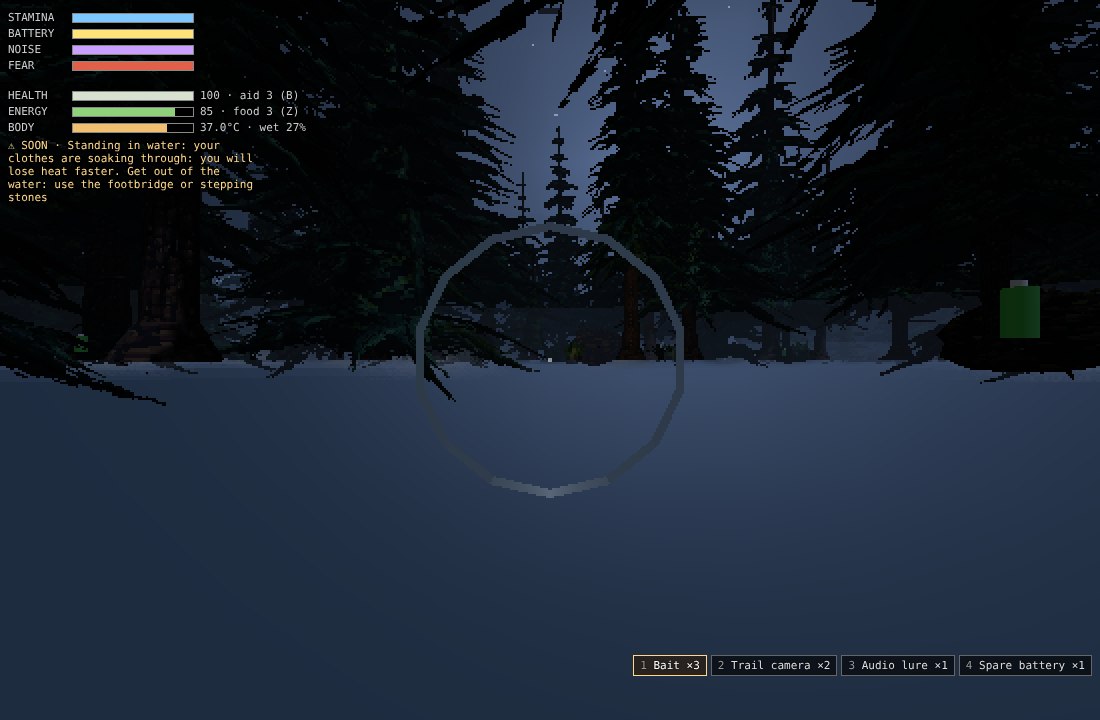 STAMINA
BATTERY
NOISE
FEAR
HEALTH 100 · aid 3 (B)
ENERGY 85 · food 3 (Z)
BODY 37.0°C · wet 27%
⚠ SOON · Standing in water: your
clothes are soaking through: you will
lose heat faster. Get out of the
water: use the footbridge or stepping
stones
1 Bait ×3 2 Trail camera ×2 3 Audio lure ×1 4 Spare battery ×1